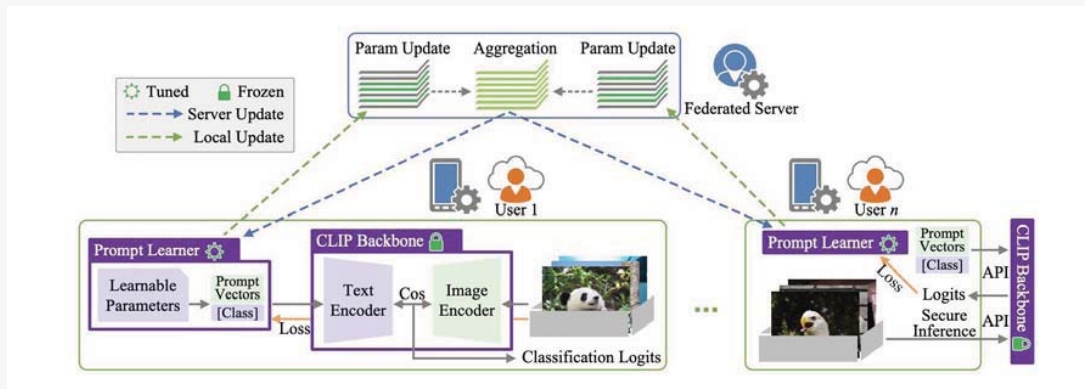 Param Update
Aggregation
Param Update
Tuned
Frozen
Server Update
Local Update
Federated Server
User 1
User n
Prompt Learner
CLIP Backbone
Learnable
Parameters
Prompt
Vectors
[Class]
Loss
Text
Encoder
Cos
Image
Encoder
Classification Logits
Prompt Learner
Prompt
Vectors
[Class]
API
Loss
Logits
Secure
Inference
API
CLIP Backbone